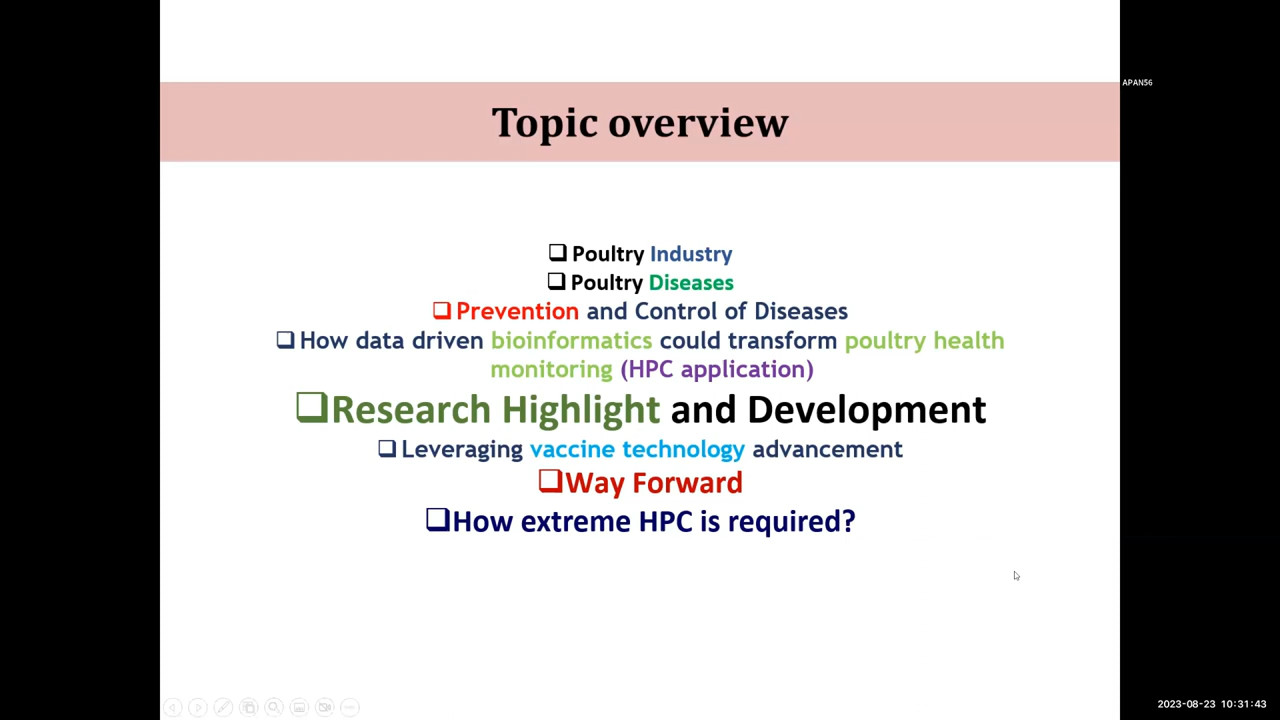 APAN56
Topic overview
❑ Poultry Industry
❑ Poultry Diseases
❑ Prevention and Control of Diseases
❑ How data driven bioinformatics could transform poultry health
monitoring (HPC application)
❑Research Highlight and Development
❑ Leveraging vaccine technology advancement
❑Way Forward
❑How extreme HPC is required?
2023-08-23 10:31:43